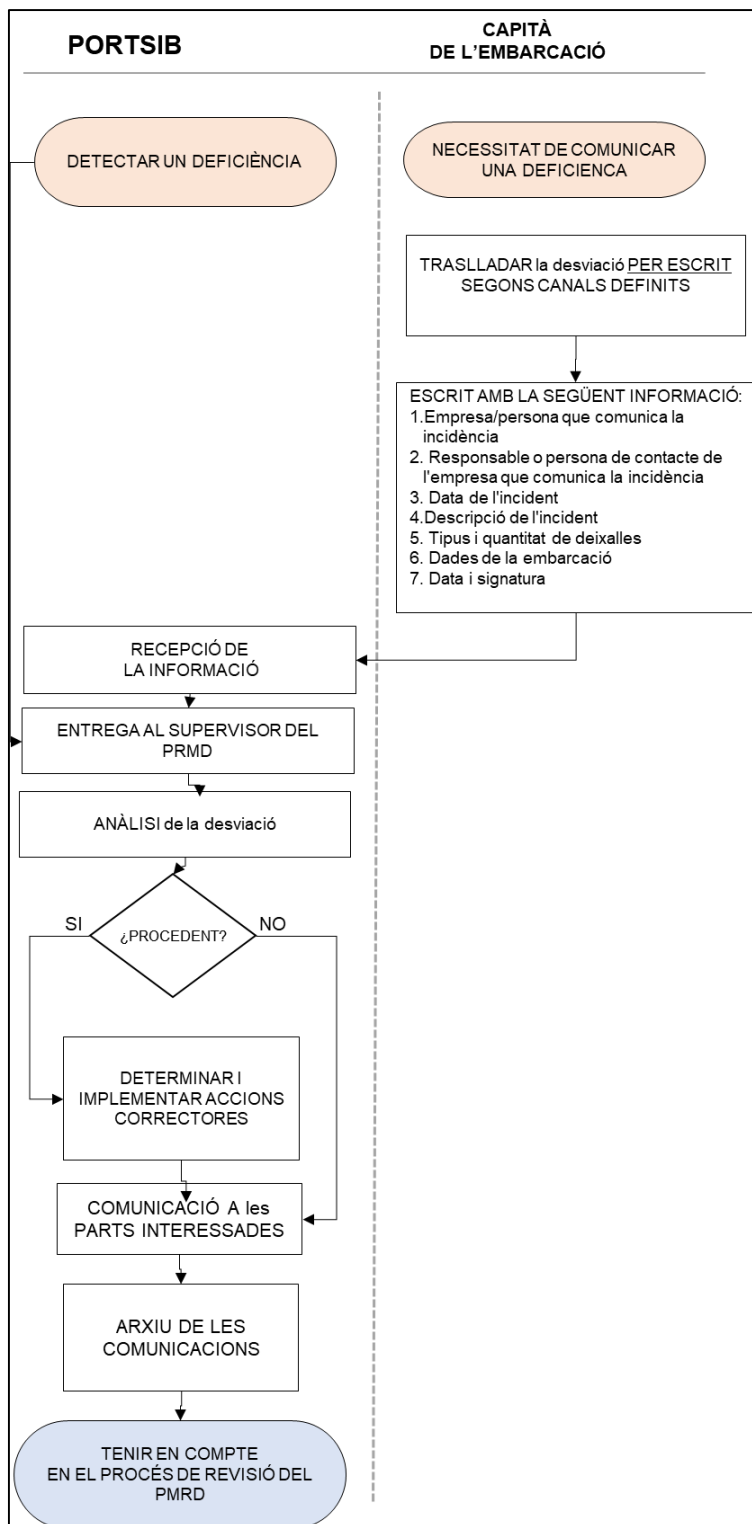 PORTSIB
CAPITÀ
DE L'EMBARCACIÓ
DETECTAR UN DEFICIÈNCIA
NECESSITAT DE COMUNICAR
UNA DEFICIENCA
TRASLLADAR la desviació PER ESCRIT
SEGONS CANALS DEFINITS
ESCRIT AMB LA SEGÜENT INFORMACIÓ:
1.Empresa/persona que comunica la
incidència
2. Responsable o persona de contacte de
l'empresa que comunica la incidència
3. Data de l'incident
4.Descripció de l'incident
5. Tipus i quantitat de deixalles
6. Dades de la embarcació
7. Data i signatura
RECEPCIÓ DE
LA INFORMACIÓ
ENTREGA AL SUPERVISOR DEL
PRMD
ANÀLISI de la desviació
SI
¿PROCEDENT?
NO
DETERMINAR I
IMPLEMENTAR ACCIONS
CORRECTORES
COMUNICACIÓ A les
PARTS INTERESSADES
ARXIU DE LES
COMUNICACIONS
TENIR EN COMPTE
EN EL PROCÉS DE REVISIÓ DEL
PMRD